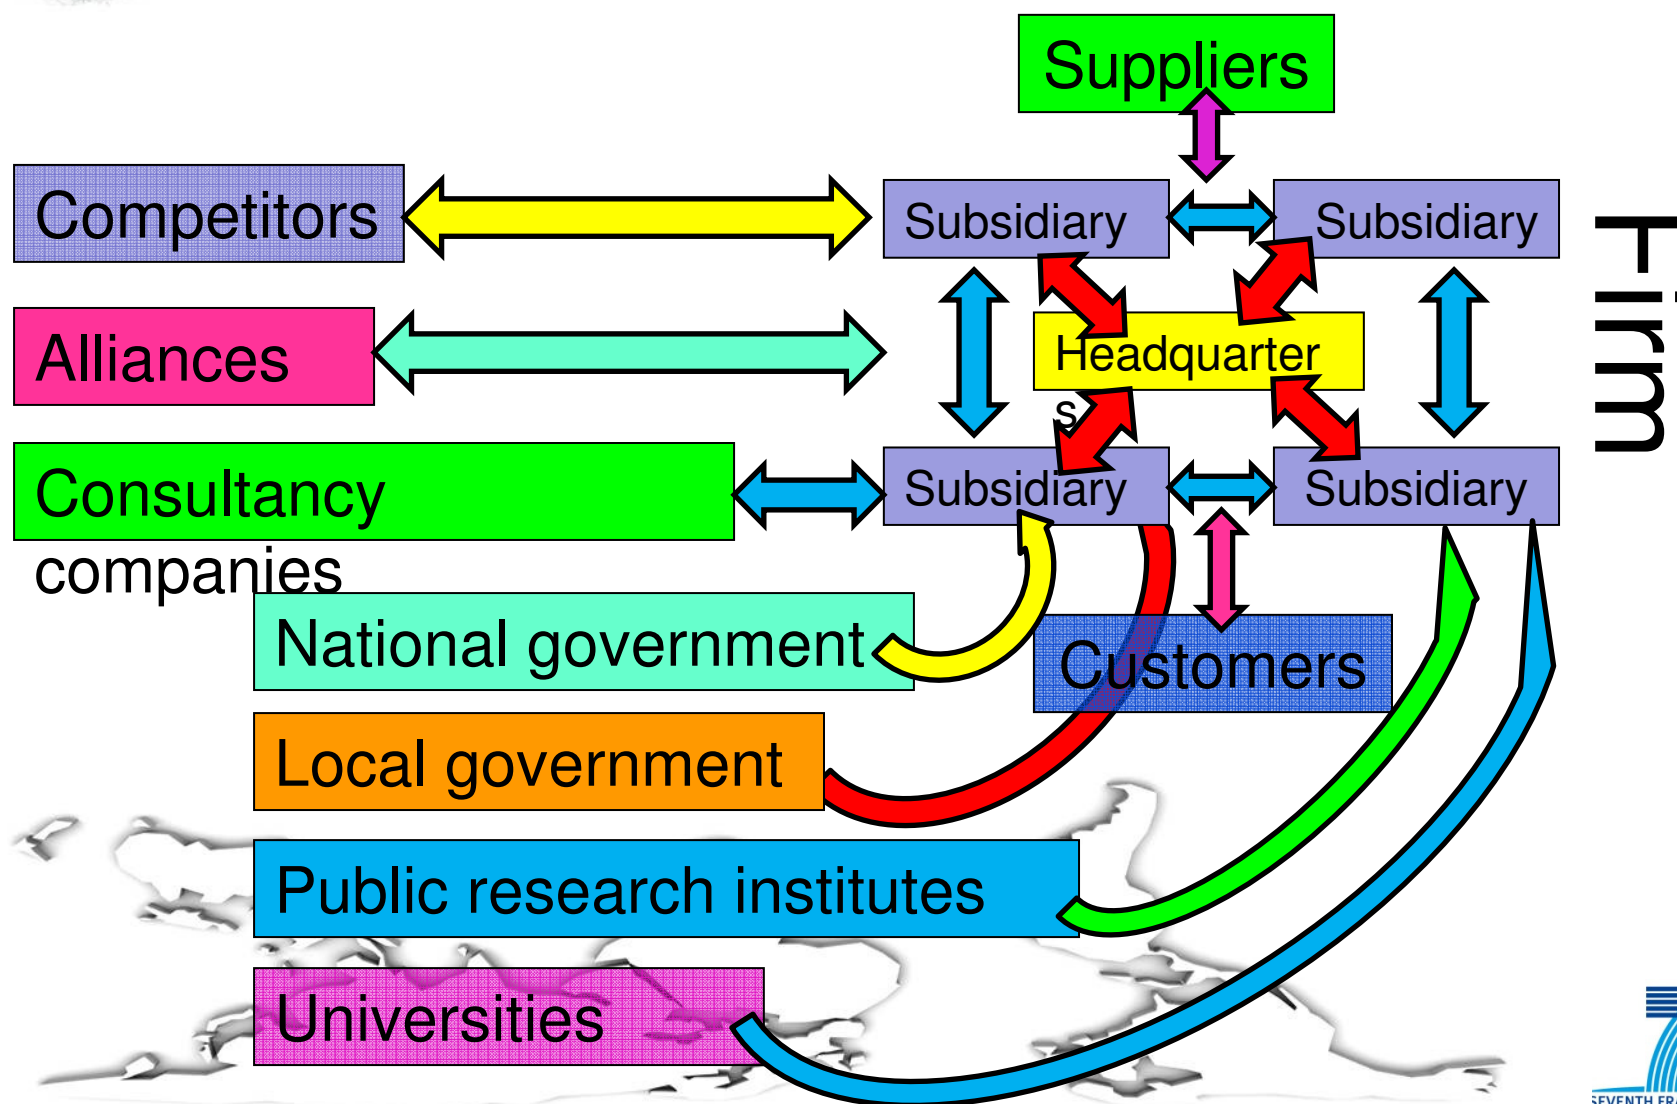 Suppliers
Competitors
Subsidiary
Subsidiary
Firm
Alliances
Headquarter
s
Consultancy
companies
Subsidiary
Subsidiary
National government
Customers
Local government
Public research institutes
Universities
SEVENTH